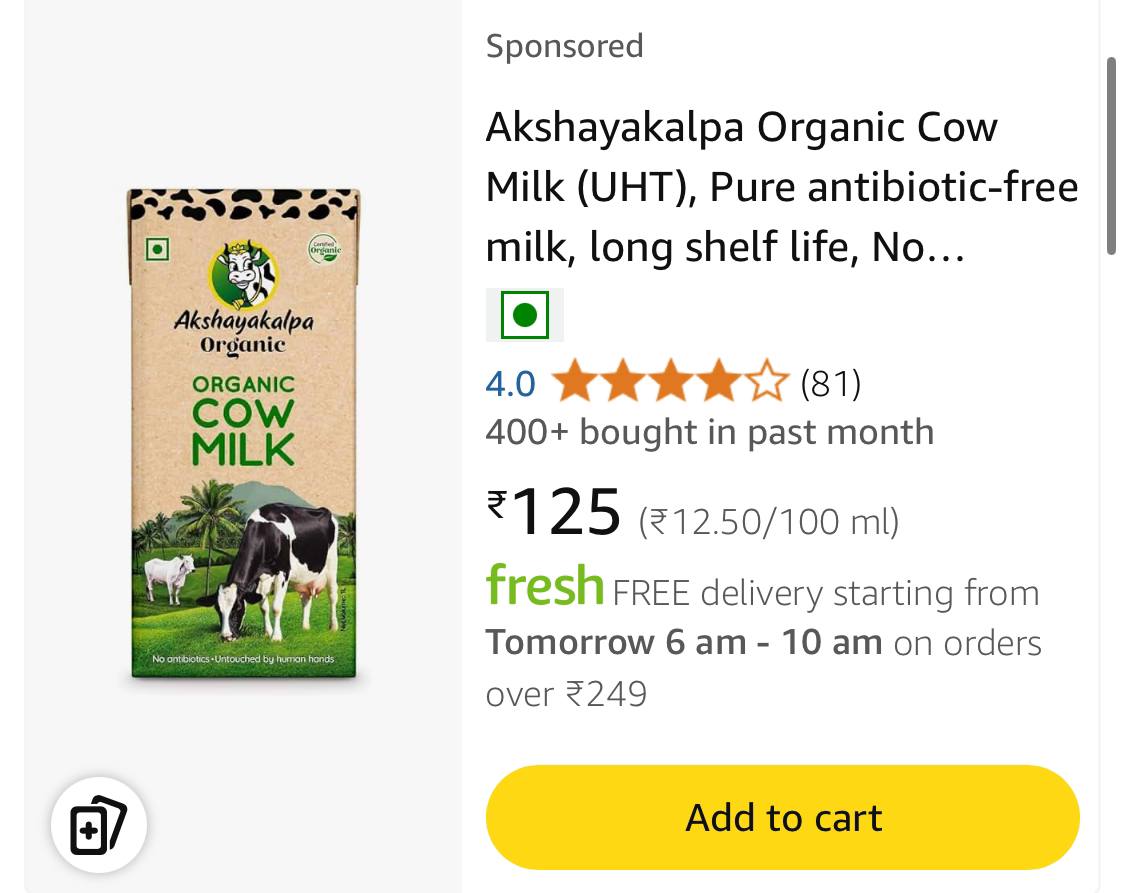 Sponsored
Akshayakalpa Organic Cow
Milk (UHT), Pure antibiotic-free
milk, long shelf life, No...
4.0 (81)
400+ bought in past month
₹125 (₹12.50/100 ml)
fresh FREE delivery starting from
Tomorrow 6 am - 10 am on orders
over ₹249
Add to cart
Certified
Organic
Akshayakalpa
Organic
ORGANIC
COW
MILK
No antibiotics•Untouched by human hands